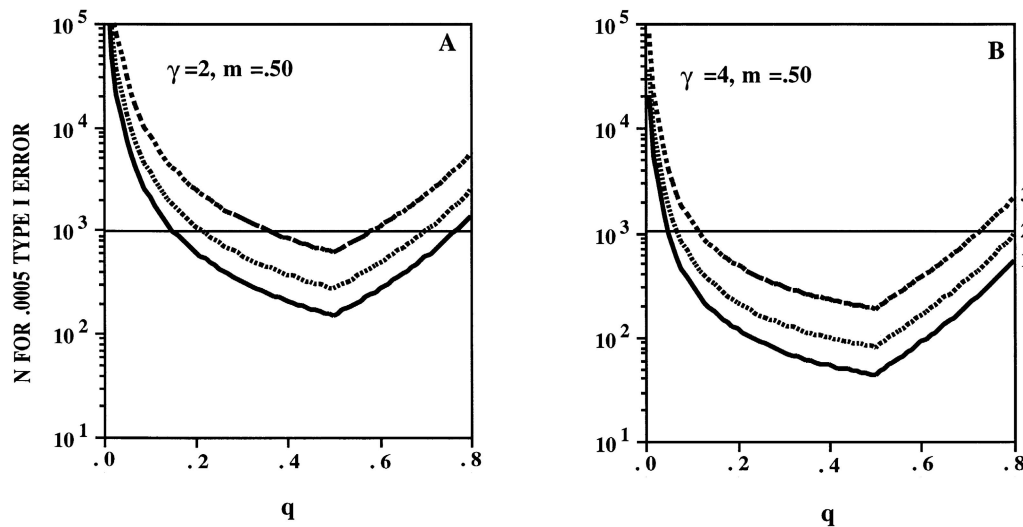 A
γ=2, m =.50
10^5
10^4
10^3
10^2
10^1
N FOR .0005 TYPE I ERROR
.0 .2 .4 .6 .8
q
B
γ =4, m =.50
10^5
10^4
10^3
10^2
10^1
.0 .2 .4 .6 .8
q